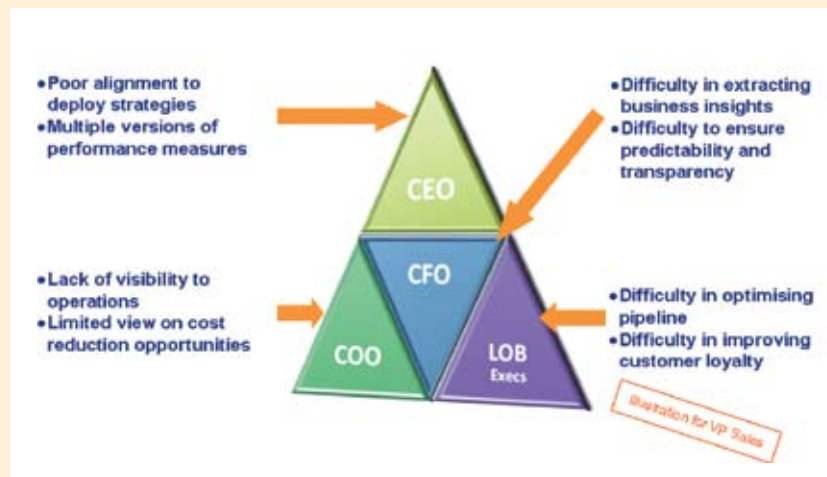 ●Poor alignment to
deploy strategies
●Multiple versions of
performance measures
●Difficulty in extracting
business insights
●Difficulty to ensure
predictability and
transparency
CEO
CFO
●Lack of visibility to
operations
●Limited view on cost
reduction opportunities
COO
LOB
Execs
●Difficulty in optimising
pipeline
●Difficulty in improving
customer loyalty
Illustration for VP Sales